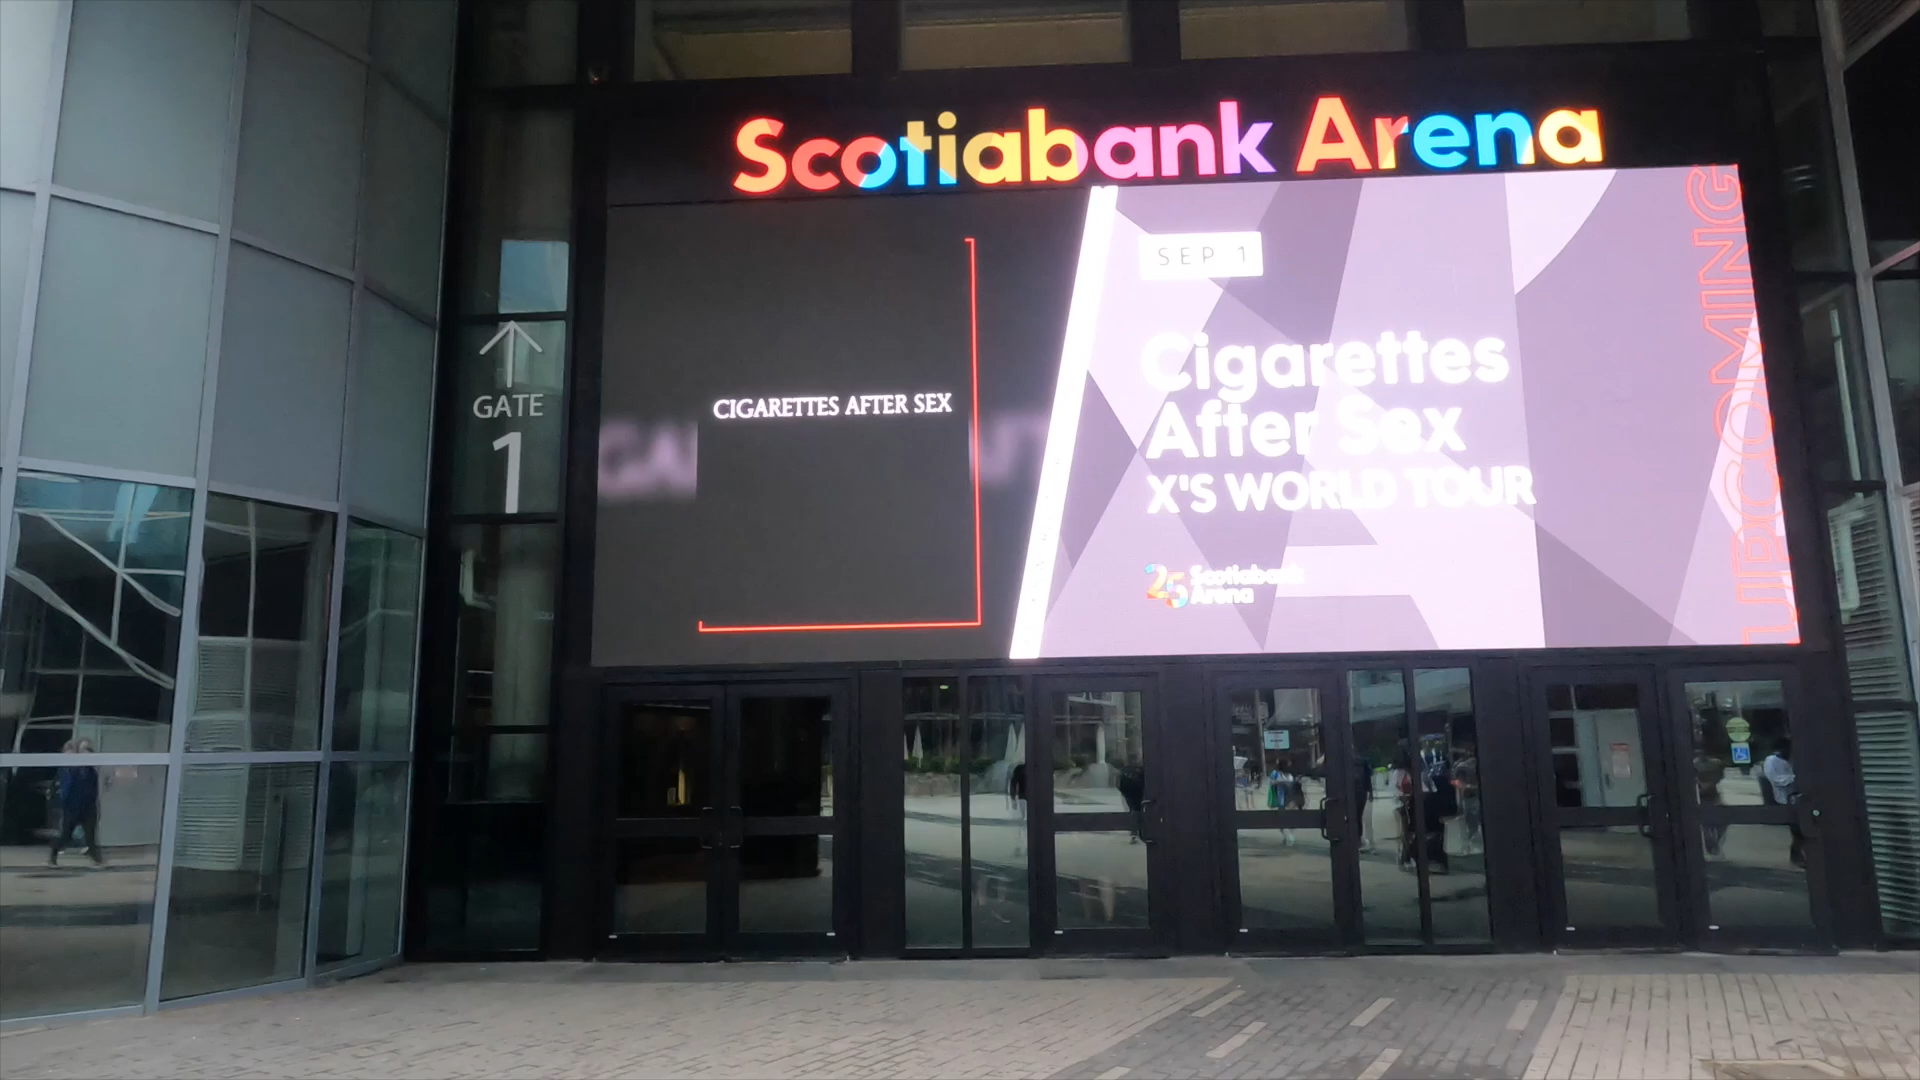 Scotiabank Arena
GATE
1
CIGARETTES AFTER SEX
SEP 1
Cigarettes
After Sex
X'S WORLD TOUR
25 Scotiabank
Arena
UPCOMING